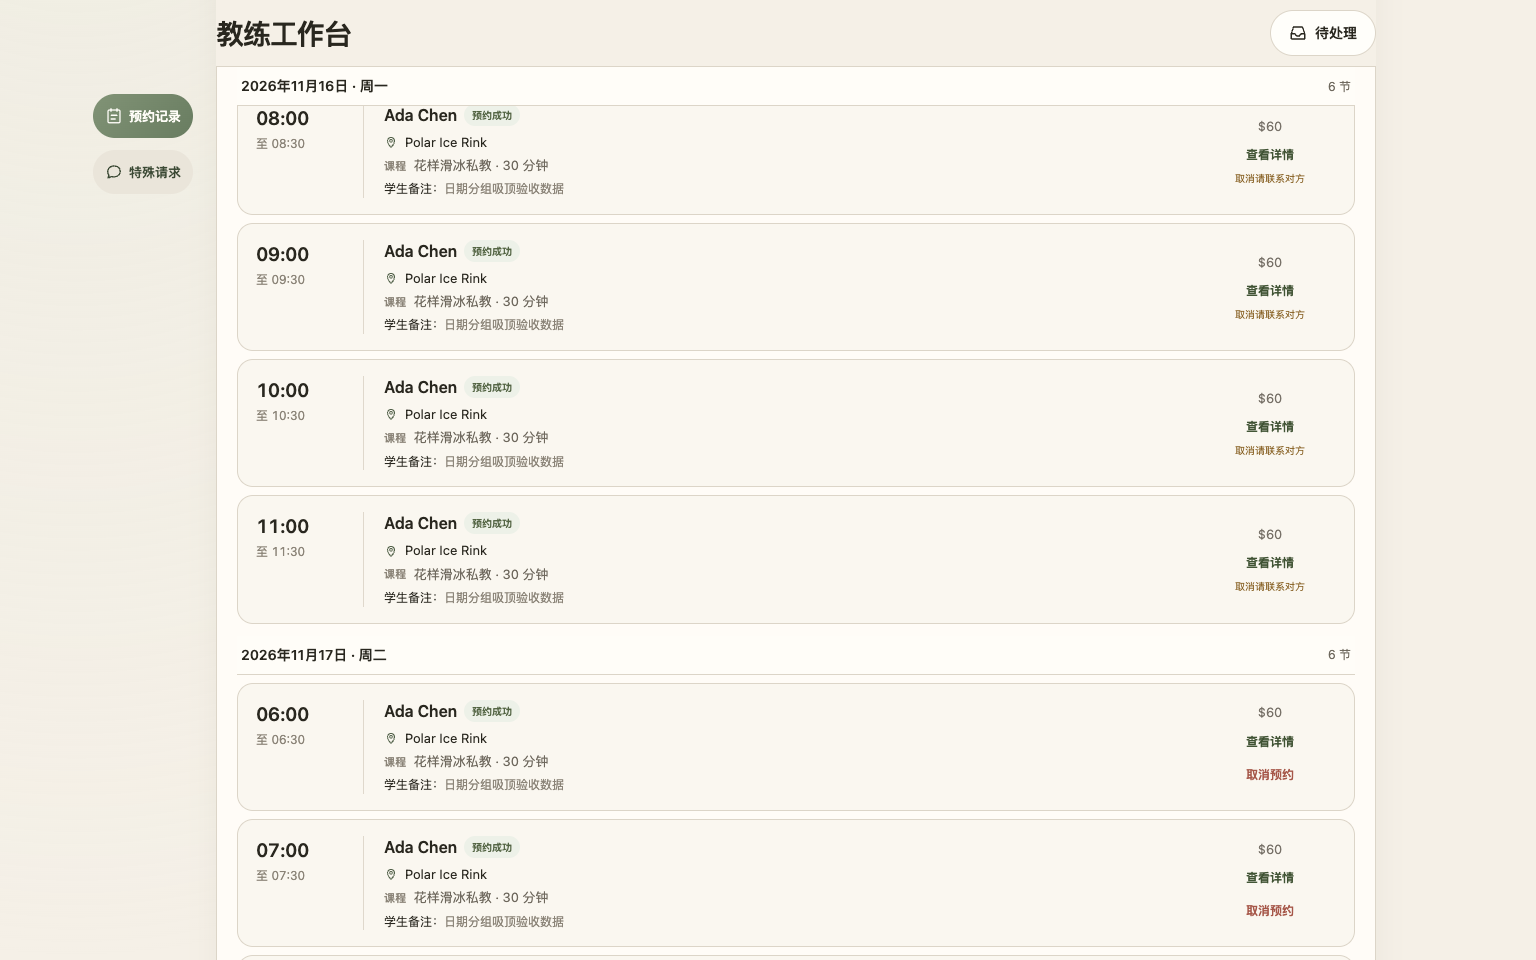 教练工作台
待处理
预约记录
特殊请求
2026年11月16日 · 周一
6 节
08:00
至 08:30
Ada Chen 预约成功
Polar Ice Rink
课程 花样滑冰私教 · 30 分钟
学生备注：日期分组吸顶验收数据
$60
查看详情
取消请联系对方
09:00
至 09:30
Ada Chen 预约成功
Polar Ice Rink
课程 花样滑冰私教 · 30 分钟
学生备注：日期分组吸顶验收数据
$60
查看详情
取消请联系对方
10:00
至 10:30
Ada Chen 预约成功
Polar Ice Rink
课程 花样滑冰私教 · 30 分钟
学生备注：日期分组吸顶验收数据
$60
查看详情
取消请联系对方
11:00
至 11:30
Ada Chen 预约成功
Polar Ice Rink
课程 花样滑冰私教 · 30 分钟
学生备注：日期分组吸顶验收数据
$60
查看详情
取消请联系对方
2026年11月17日 · 周二
6 节
06:00
至 06:30
Ada Chen 预约成功
Polar Ice Rink
课程 花样滑冰私教 · 30 分钟
学生备注：日期分组吸顶验收数据
$60
查看详情
取消预约
07:00
至 07:30
Ada Chen 预约成功
Polar Ice Rink
课程 花样滑冰私教 · 30 分钟
学生备注：日期分组吸顶验收数据
$60
查看详情
取消预约